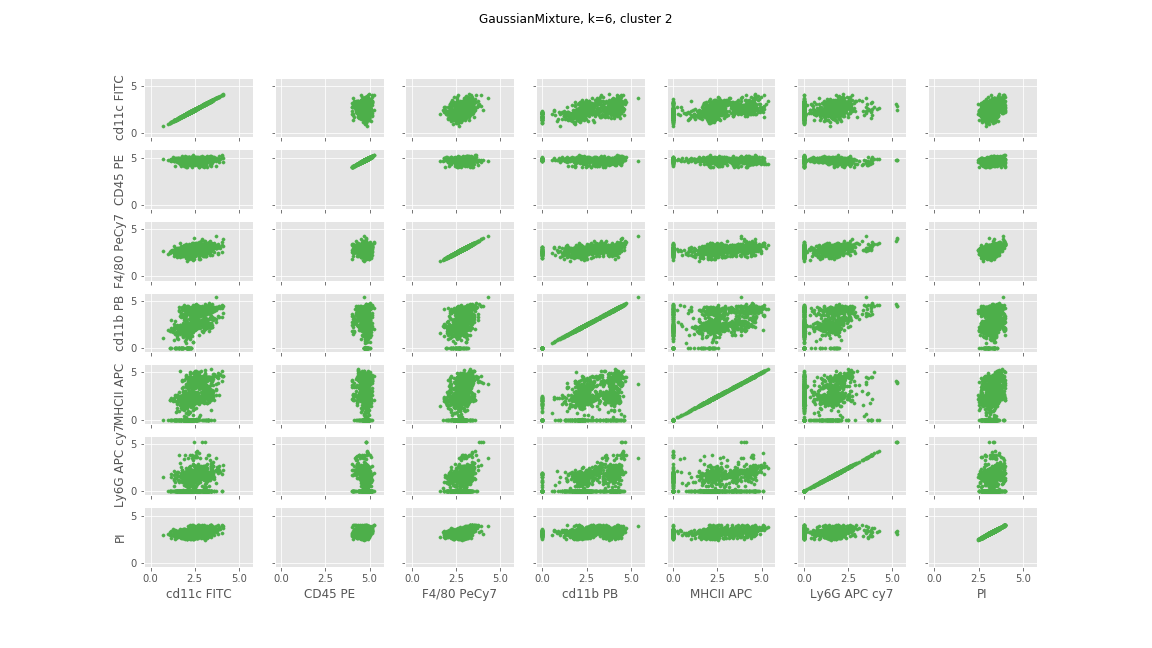 GaussianMixture, k=6, cluster 2
cd11c FITC
5
0
CD45 PE
5
0
F4/80 PeCy7
5
0
cd11b PB
5
0
MHCII APC
5
0
Ly6G APC cy7
5
0
PI
5
0
0.0 2.5 5.0 0.0 2.5 5.0 0.0 2.5 5.0 0.0 2.5 5.0 0.0 2.5 5.0 0.0 2.5 5.0 0.0 2.5 5.0
cd11c FITC CD45 PE F4/80 PeCy7 cd11b PB MHCII APC Ly6G APC cy7 PI